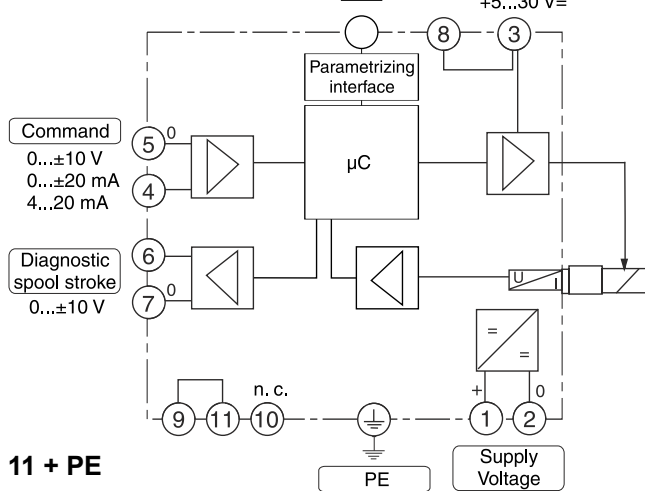 +5...30 V=
8
3
Parametrizing
interface
Command
0...±10 V
0...±20 mA
4...20 mA
5
0
4
µC
Diagnostic
spool stroke
0...±10 V
6
7
0
U
I
=
=
+
0
n. c.
9
11
10
1
2
11 + PE
PE
Supply
Voltage